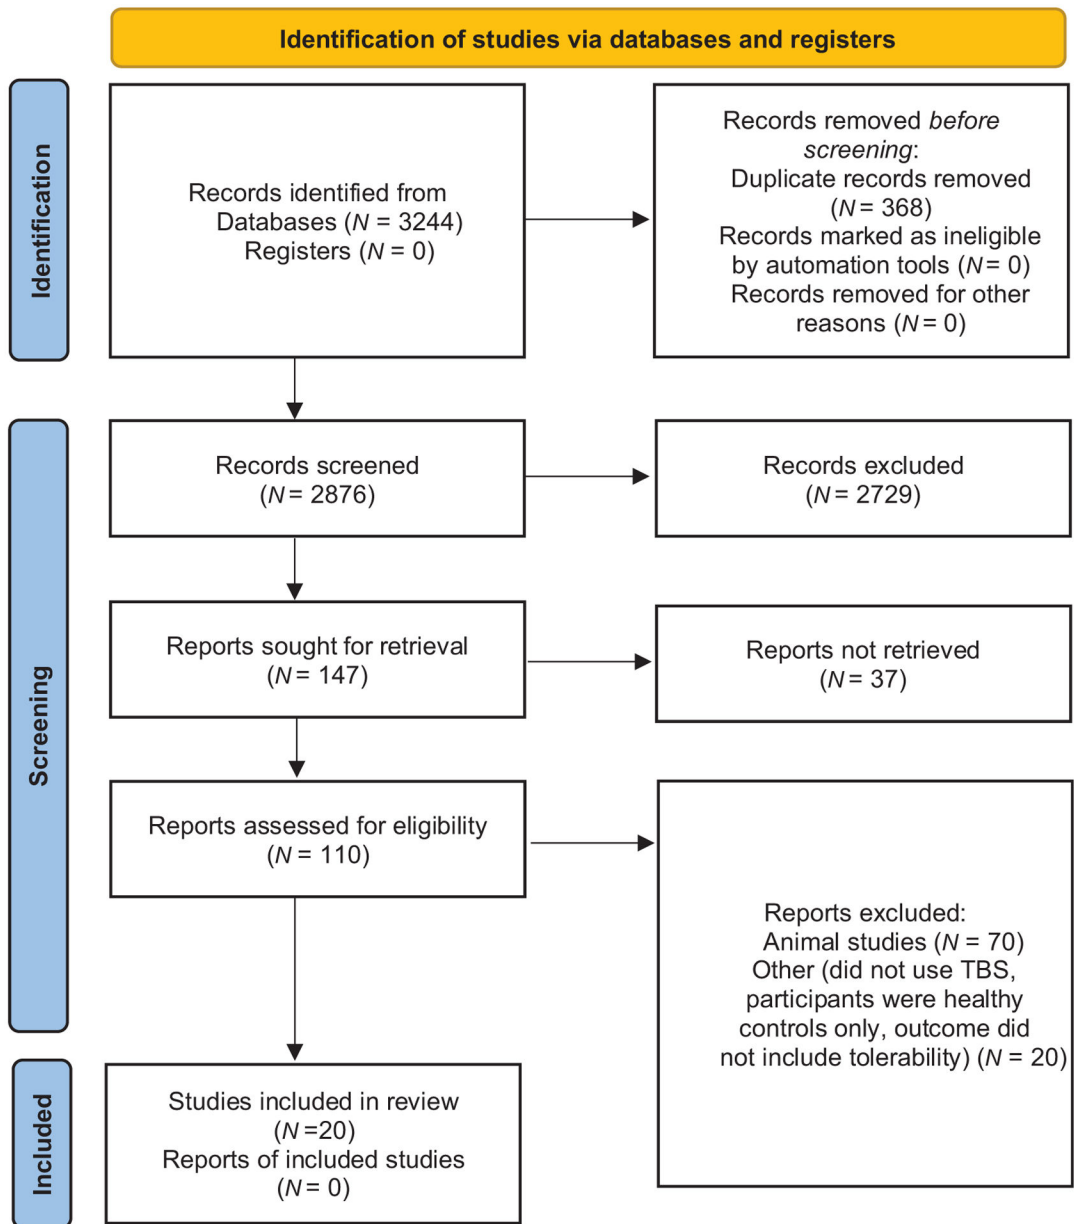 Identification of studies via databases and registers
Identification
Records identified from
Databases (N = 3244)
Registers (N = 0)
Records removed before
screening:
Duplicate records removed
(N = 368)
Records marked as ineligible
by automation tools (N = 0)
Records removed for other
reasons (N = 0)
Screening
Records screened
(N = 2876)
Records excluded
(N = 2729)
Reports sought for retrieval
(N = 147)
Reports not retrieved
(N = 37)
Reports assessed for eligibility
(N = 110)
Reports excluded:
Animal studies (N = 70)
Other (did not use TBS,
participants were healthy
controls only, outcome did
not include tolerability) (N = 20)
Included
Studies included in review
(N =20)
Reports of included studies
(N = 0)